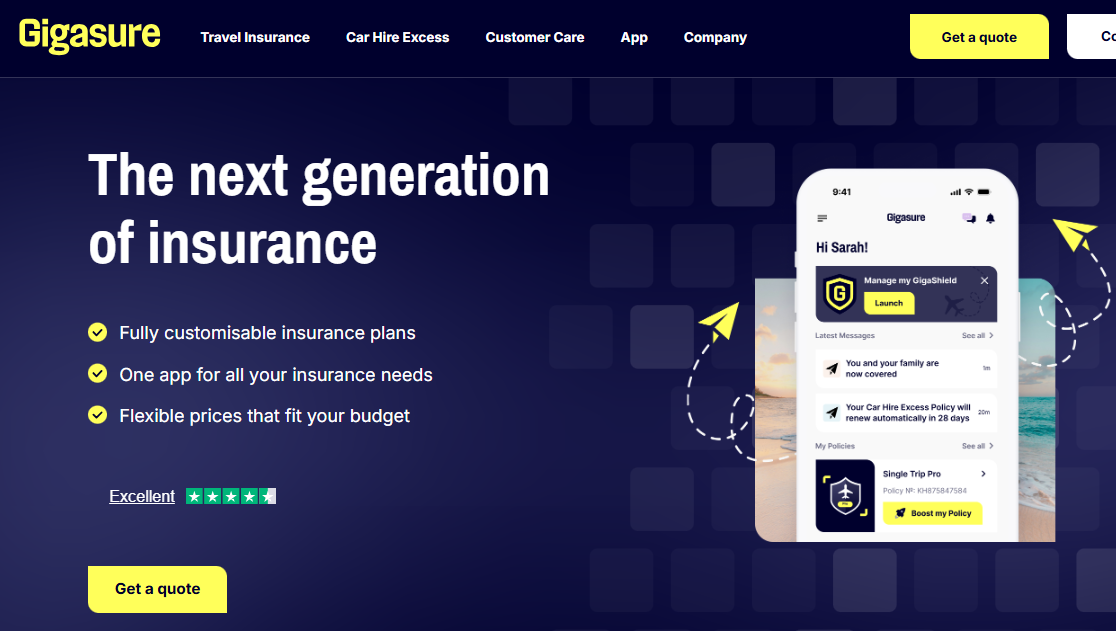 Gigasure
Travel Insurance
Car Hire Excess
Customer Care
App
Company
Get a quote
The next generation
of insurance
Fully customisable insurance plans
One app for all your insurance needs
Flexible prices that fit your budget
Excellent
Get a quote
9:41
Gigasure
Hi Sarah!
G
Manage my GigaShield
Launch
Latest Messages
See all
You and your family are
now covered
1m
Your Car Hire Excess Policy will
renew automatically in 28 days
20m
My Policies
See all
Single Trip Pro
Policy Nº: KH875847584
Boost my Policy